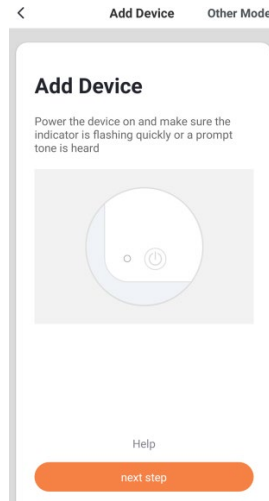 Add Device
Other Mode
Add Device
Power the device on and make sure the
indicator is flashing quickly or a prompt
tone is heard
Help
next step